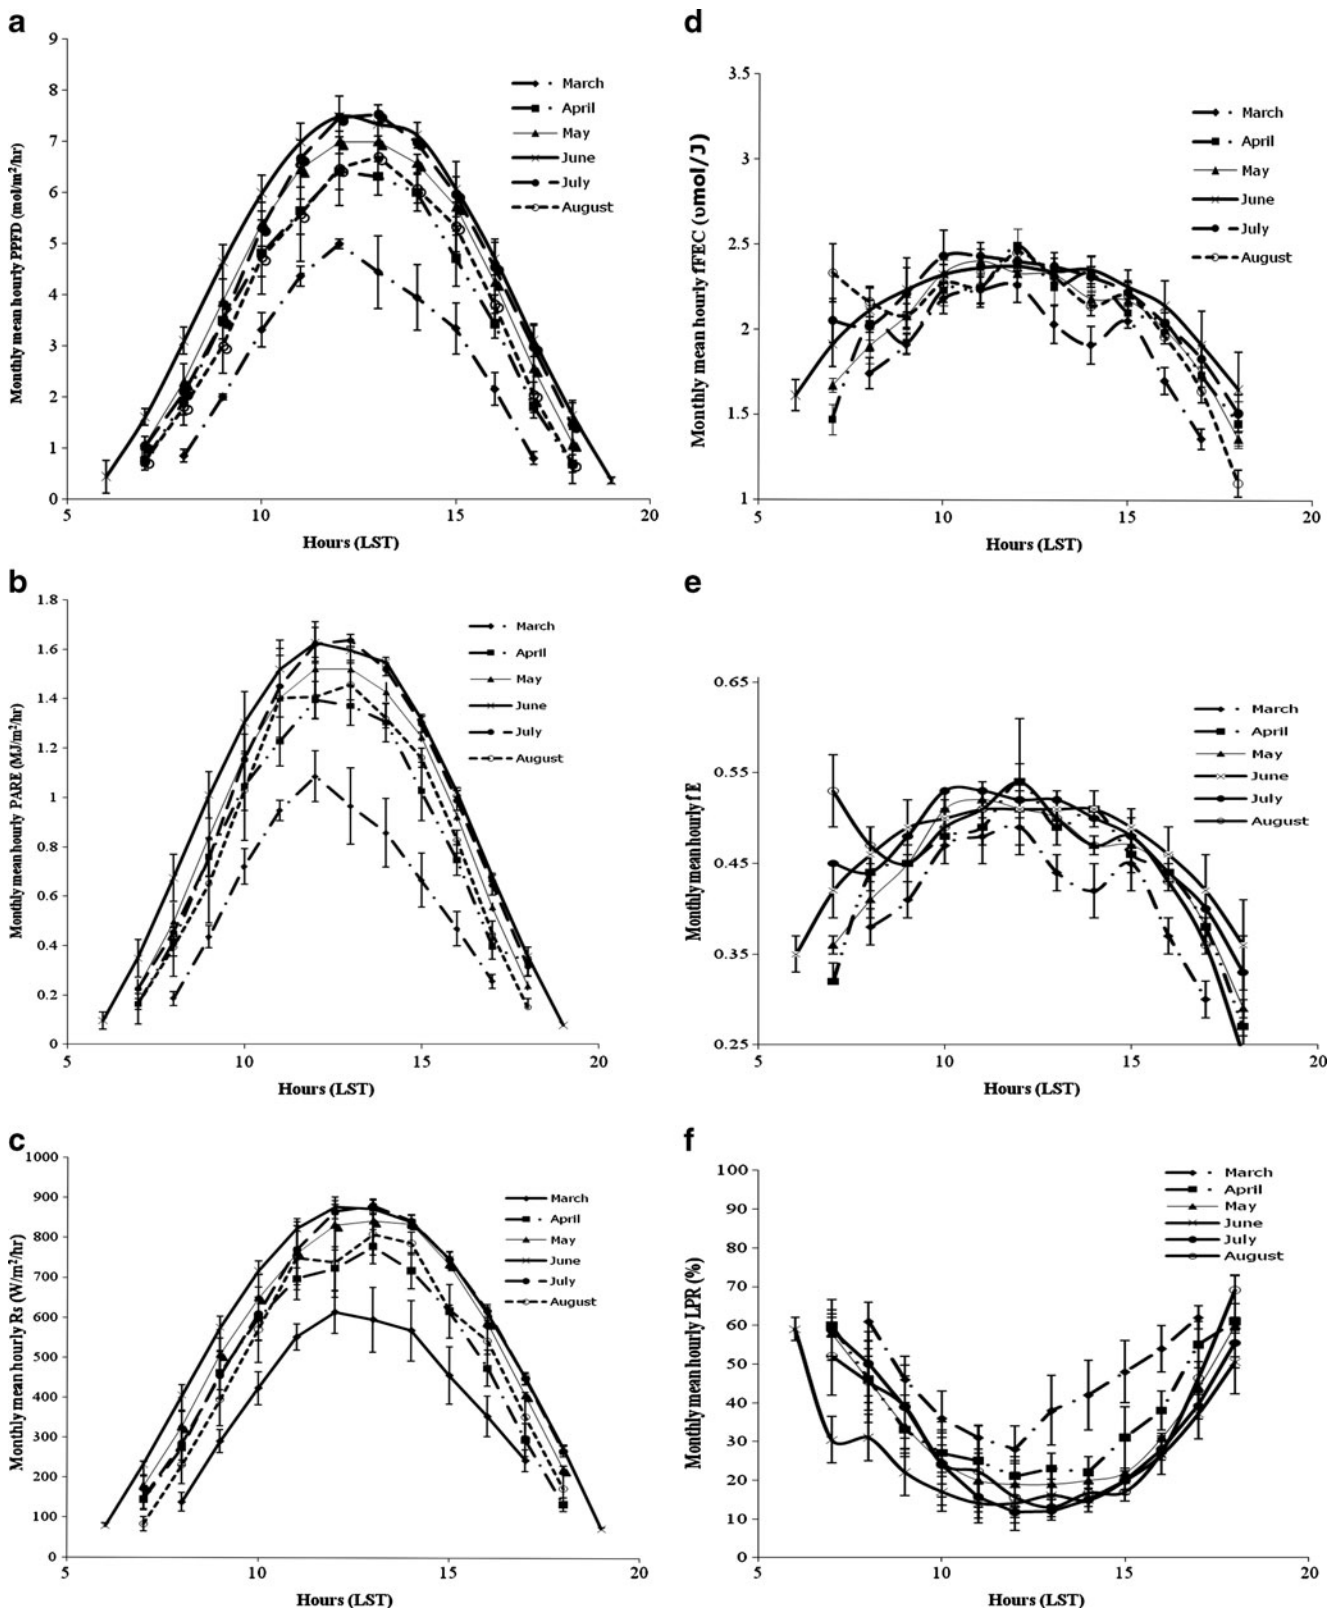 a
Monthly mean hourly PPFD (mol/m²/hr)
9
8
7
6
5
4
3
2
1
0
5
10
15
20
Hours (LST)
March
April
May
June
July
August
b
Monthly mean hourly PARE (MJ/m²/hr)
1.8
1.6
1.4
1.2
1
0.8
0.6
0.4
0.2
0
5
10
15
20
Hours (LST)
March
April
May
June
July
August
c
Monthly mean hourly Rs (W/m²/hr)
1000
900
800
700
600
500
400
300
200
100
0
5
10
15
20
Hours (LST)
March
April
May
June
July
August
d
Monthly mean hourly fFEC (υmol/J)
3.5
3
2.5
2
1.5
1
5
10
15
20
Hours (LST)
March
April
May
June
July
August
e
Monthly mean hourly f E
0.65
0.55
0.45
0.35
0.25
5
10
15
20
Hours (LST)
March
April
May
June
July
August
f
Monthly mean hourly LPR (%)
100
90
80
70
60
50
40
30
20
10
0
5
10
15
20
Hours (LST)
March
April
May
June
July
August